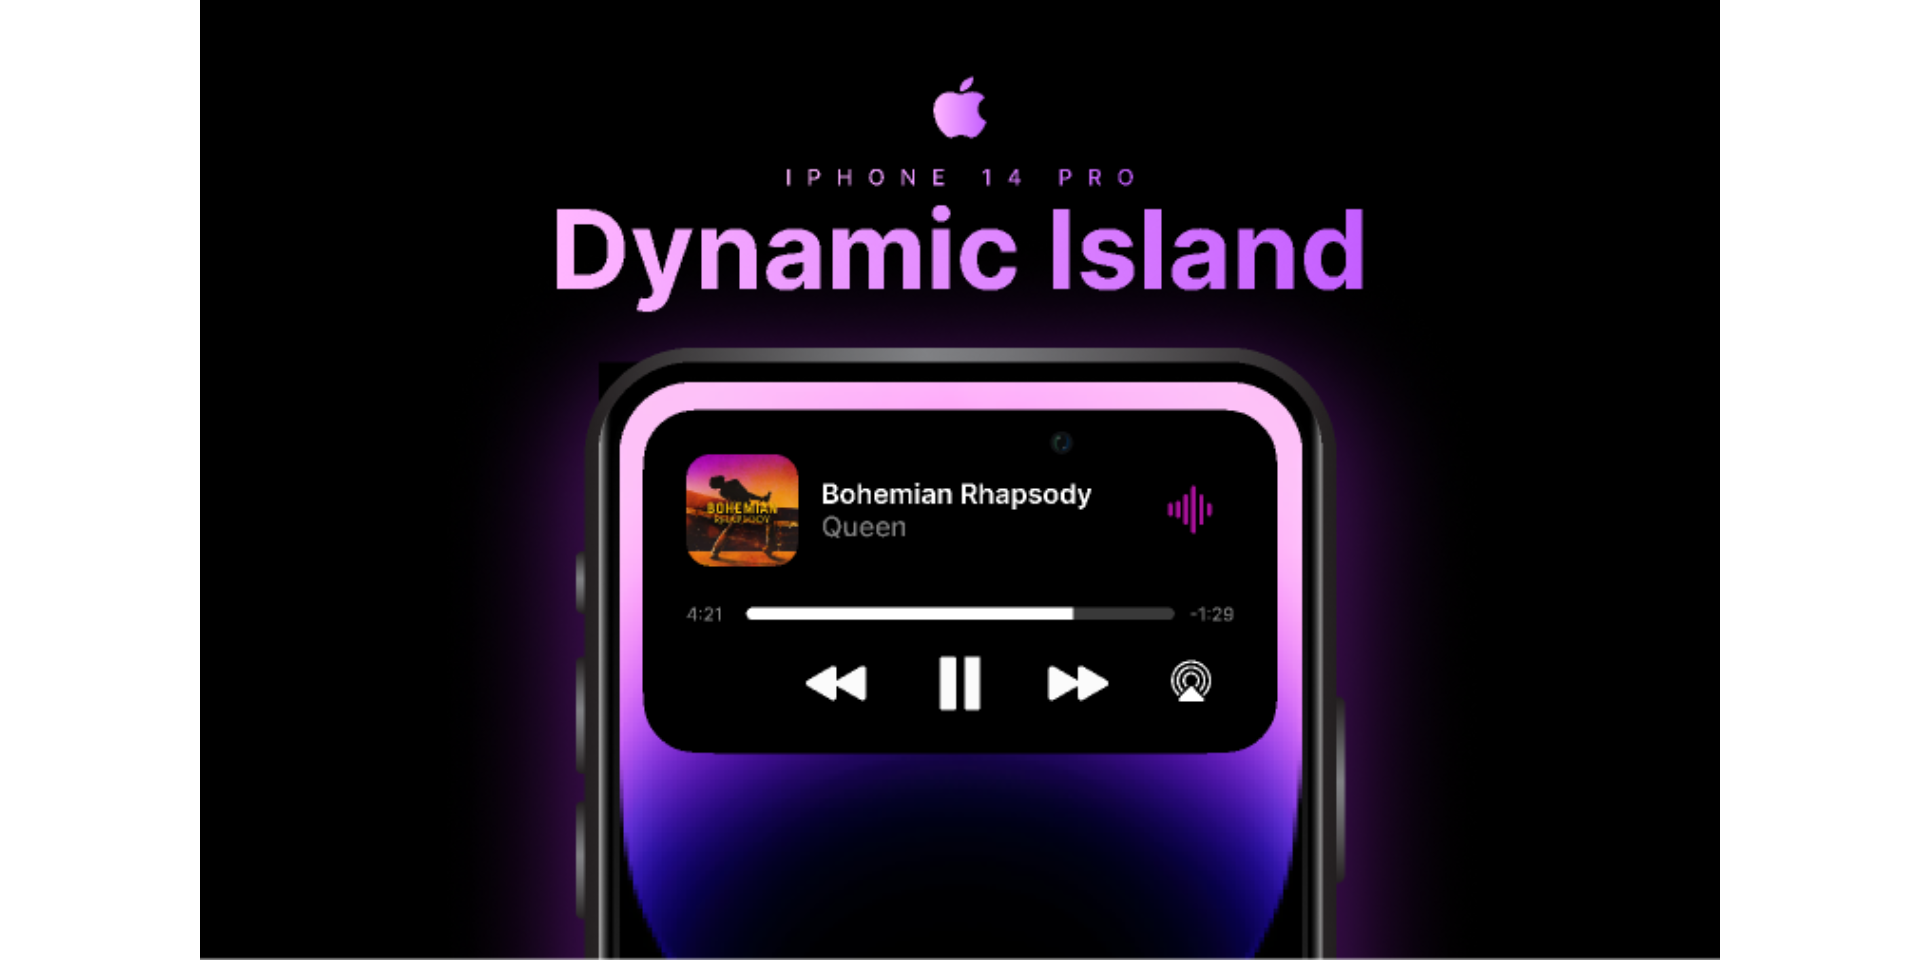 IPHONE 14 PRO
Dynamic Island
BOHEMIAN
RHAPSODY
Bohemian Rhapsody
Queen
4:21
-1:29